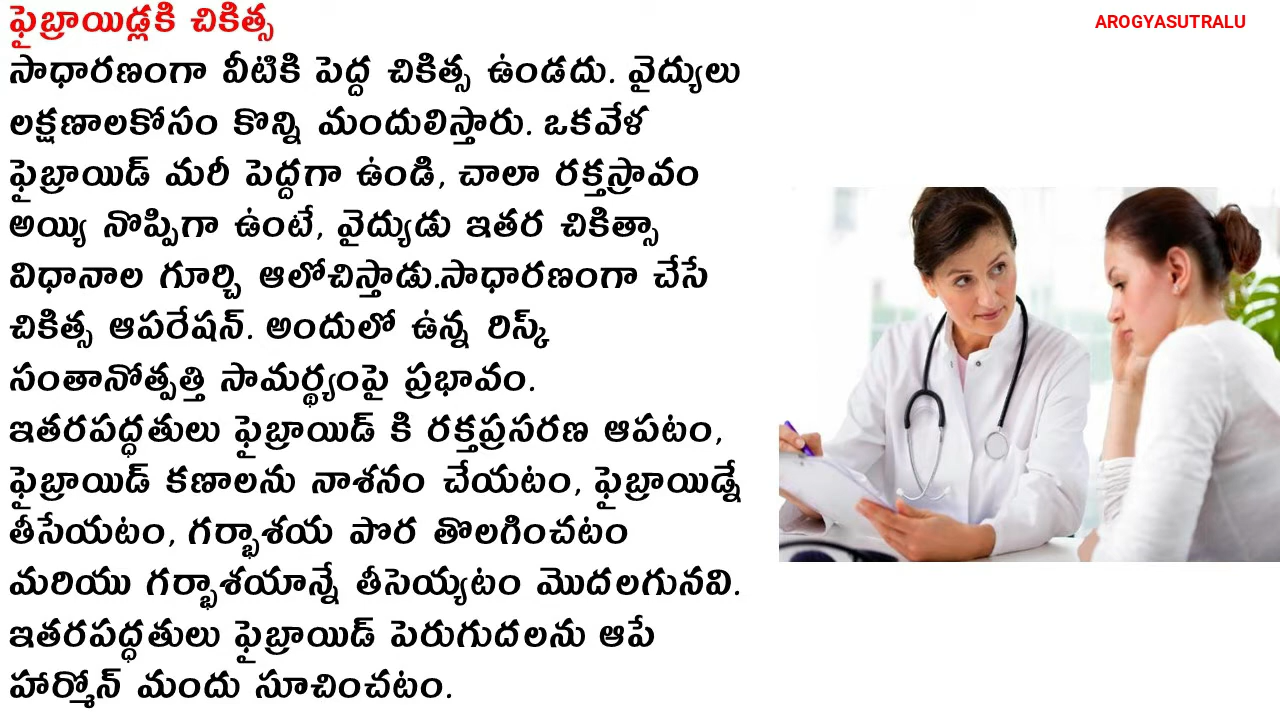 ఫైబ్రాయిడ్లకి చికిత్స
AROGYASUTRALU
సాధారణంగా వీటికి పెద్ద చికిత్స ఉండదు. వైద్యులు
లక్షణాలకోసం కొన్ని మందులిస్తారు. ఒకవేళ
ఫైబ్రాయిడ్ మరీ పెద్దగా ఉండి, చాలా రక్తస్రావం
అయ్యి నొప్పిగా ఉంటే, వైద్యుడు ఇతర చికిత్సా
విధానాల గూర్చి ఆలోచిస్తాడు.సాధారణంగా చేసే
చికిత్స ఆపరేషన్. అందులో ఉన్న రిస్క్
సంతానోత్పత్తి సామర్థ్యంపై ప్రభావం.
ఇతరపద్ధతులు ఫైబ్రాయిడ్ కి రక్తప్రసరణ ఆపటం,
ఫైబ్రాయిడ్ కణాలను నాశనం చేయటం, ఫైబ్రాయిడ్నే
తీసేయటం, గర్భాశయ పొర తొలగించటం
మరియు గర్భాశయాన్నే తీసెయ్యటం మొదలగునవి.
ఇతరపద్ధతులు ఫైబ్రాయిడ్ పెరుగుదలను ఆపే
హార్మోన్ మందు సూచించటం.